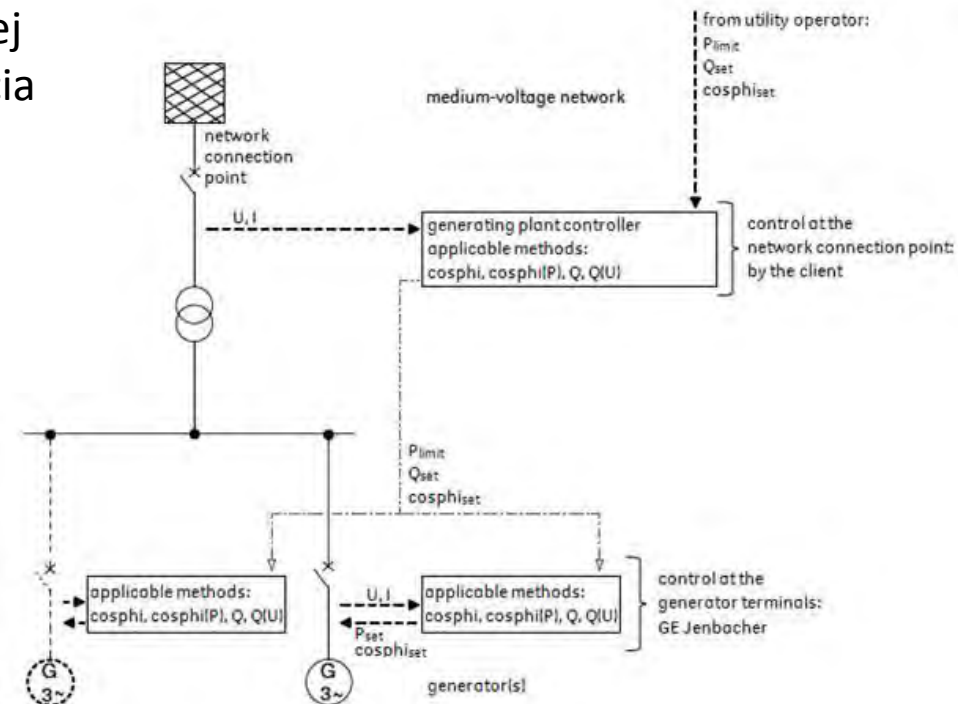 ej
cia
from utility operator:
Plimit
Qset
cosphiset
medium-voltage network
network
connection
point
U, I
generating plant controller
applicable methods:
cosphi, cosphi(P), Q, Q(U)
control at the
network connection point:
by the client
Plimit
Qset
cosphiset
applicable methods:
cosphi, cosphi(P), Q, Q(U)
U, I
Pset
cosphiset
applicable methods:
cosphi, cosphi(P), Q, Q(U)
control at the
generator terminals:
GE Jenbacher
G
3~
G
3~
generator(s)